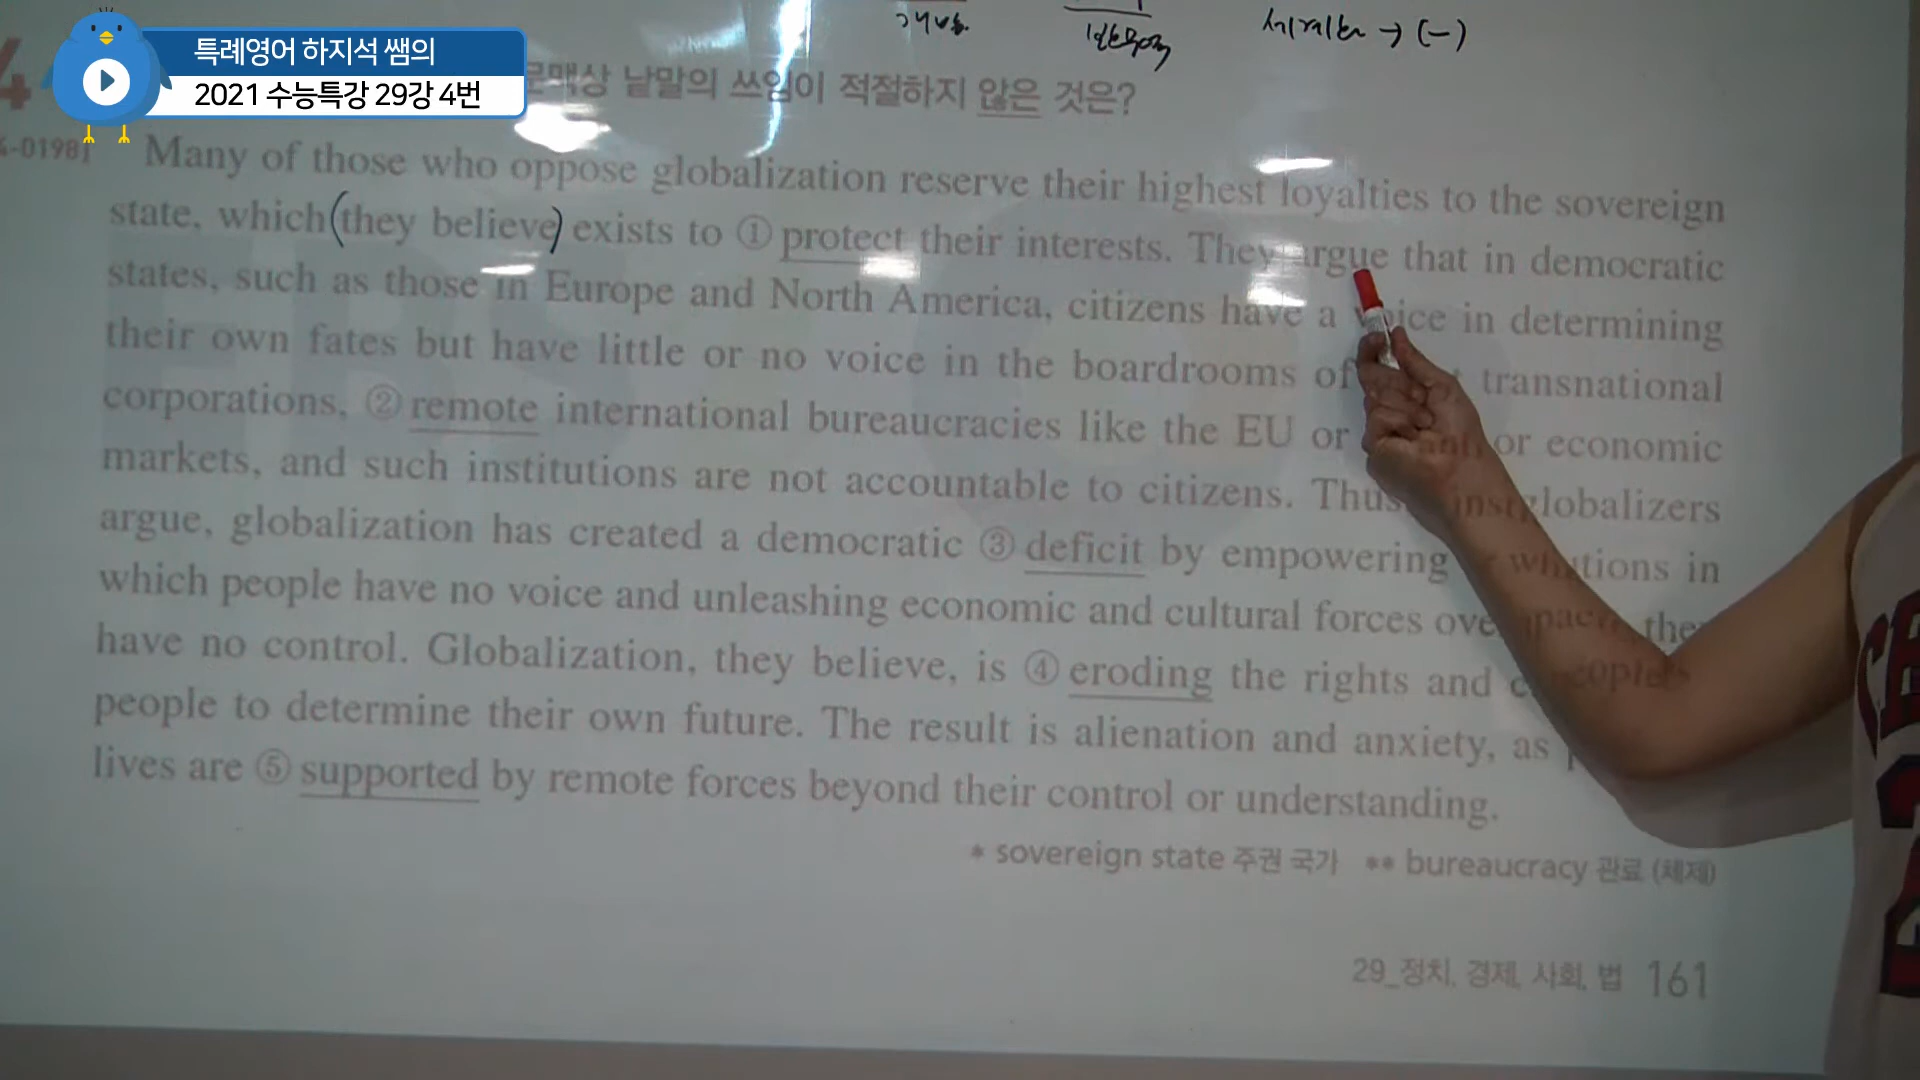 세계화 → (−)
특례영어 하지석 쌤의
2021 수능특강 29강 4번
문맥상 낱말의 쓰임이 적절하지 않은 것은?
Many of those who oppose globalization reserve their highest loyalties to the sovereign
state, which (they believe) exists to ① protect their interests. They argue that in democratic
states, such as those in Europe and North America, citizens have a voice in determining
their own fates but have little or no voice in the boardrooms of transnational
corporations, ② remote international bureaucracies like the EU or or economic
markets, and such institutions are not accountable to citizens. Thus globalizers
argue, globalization has created a democratic ③ deficit by empowering in
which people have no voice and unleashing economic and cultural forces over
have no control. Globalization, they believe, is ④ eroding the rights and
people to determine their own future. The result is alienation and anxiety, as
lives are ⑤ supported by remote forces beyond their control or understanding.
* sovereign state 주권 국가 ** bureaucracy 관료 (체제)
29_정치, 경제, 사회, 법 161